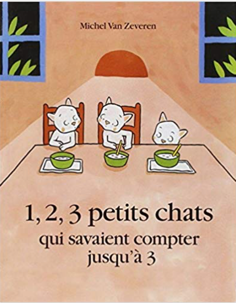 Michel Van Zeveren
1, 2, 3 petits chats
qui savaient compter
jusqu'à 3